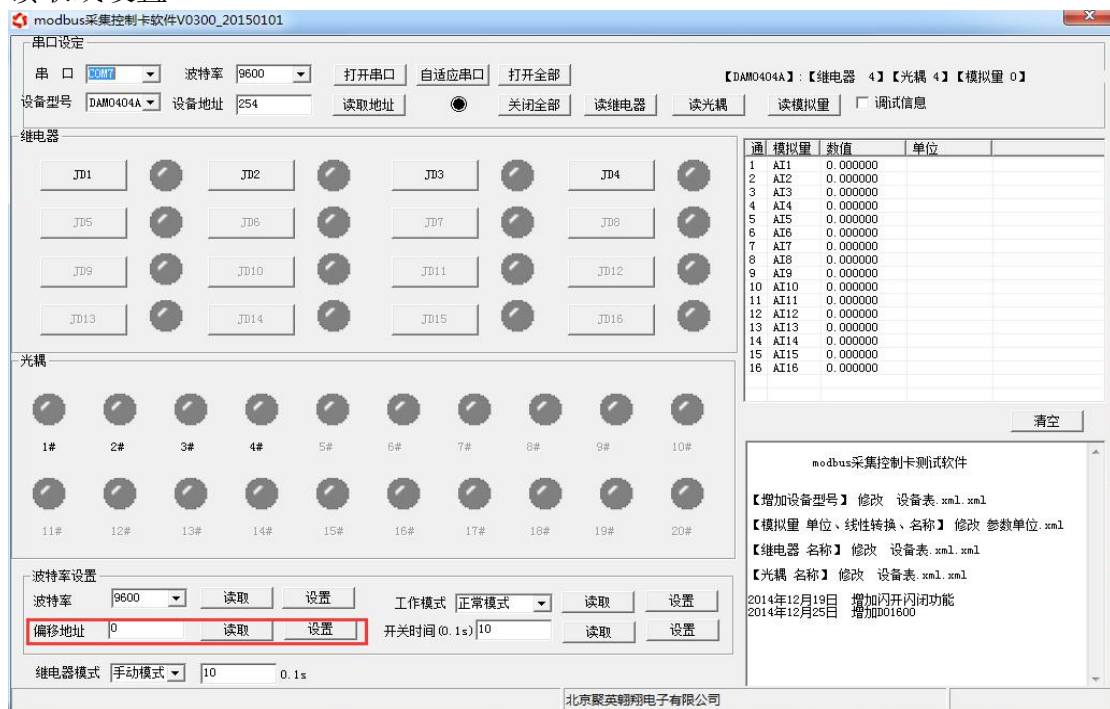 modbus采集控制卡软件V0300_20150101
串口设定
串 口 COM7 波特率 9600 打开串口 自适应串口 打开全部 【DAM0404A】:【继电器 4】【光耦 4】【模拟量 0】
设备型号 DAM0404A 设备地址 254 读取地址 关闭全部 读继电器 读光耦 读模拟量 调试信息
继电器
JD1 JD2 JD3 JD4
JD5 JD6 JD7 JD8
JD9 JD10 JD11 JD12
JD13 JD14 JD15 JD16
通 模拟量 数值 单位
1 AI1 0.000000
2 AI2 0.000000
3 AI3 0.000000
4 AI4 0.000000
5 AI5 0.000000
6 AI6 0.000000
7 AI7 0.000000
8 AI8 0.000000
9 AI9 0.000000
10 AI10 0.000000
11 AI11 0.000000
12 AI12 0.000000
13 AI13 0.000000
14 AI14 0.000000
15 AI15 0.000000
16 AI16 0.000000
清空
光耦
1# 2# 3# 4# 5# 6# 7# 8# 9# 10#
11# 12# 13# 14# 15# 16# 17# 18# 19# 20#
modbus采集控制卡测试软件
【增加设备型号】 修改 设备表.xml.xml
【模拟量 单位、线性转换、名称】 修改 参数单位.xml
【继电器 名称】 修改 设备表.xml.xml
【光耦 名称】 修改 设备表.xml.xml
2014年12月19日 增加闪开闪闭功能
2014年12月25日 增加DO1600
波特率设置
波特率 9600 读取 设置 工作模式 正常模式 读取 设置
偏移地址 0 读取 设置 开关时间(0.1s) 10 读取 设置
继电器模式 手动模式 10 0.1s
北京聚英翱翔电子有限公司